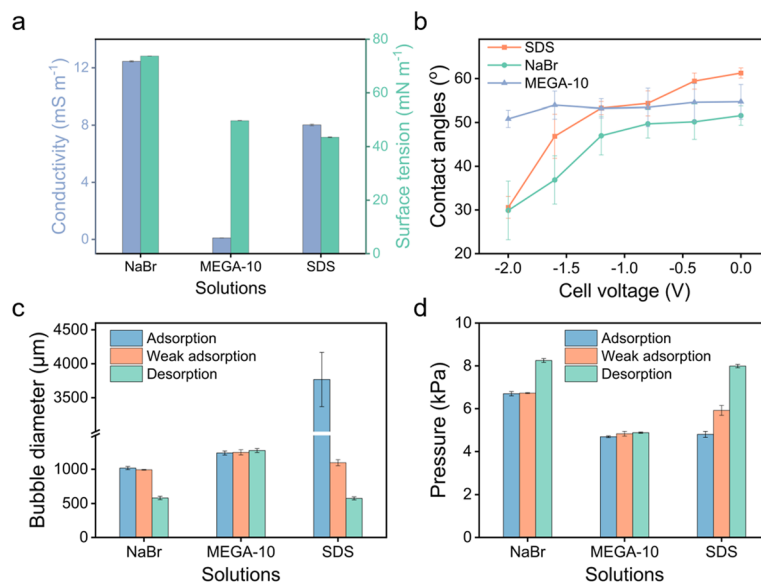 a
Conductivity (mS m-1)
12
8
4
0
80
60
40
20
0
Surface tension (mN m-1)
NaBr MEGA-10 SDS
Solutions
b
Contact angles (º)
60
50
40
30
20
SDS
NaBr
MEGA-10
-2.0 -1.5 -1.0 -0.5 0.0
Cell voltage (V)
c
Bubble diameter (μm)
4500
3500
1000
500
0
Adsorption
Weak adsorption
Desorption
NaBr MEGA-10 SDS
Solutions
d
Pressure (kPa)
10
8
6
4
2
0
Adsorption
Weak adsorption
Desorption
NaBr MEGA-10 SDS
Solutions